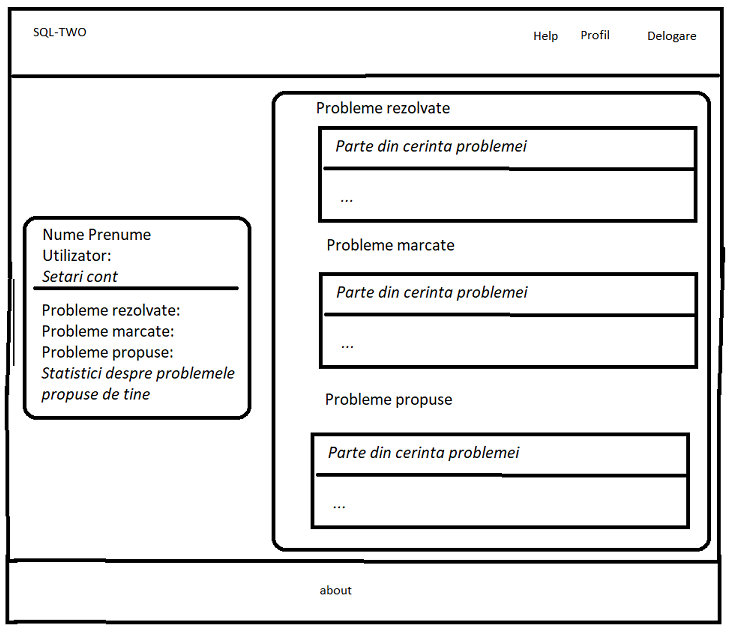 SQL-TWO
Help Profil Delogare
Nume Prenume
Utilizator:
Setari cont
Probleme rezolvate:
Probleme marcate:
Probleme propuse:
Statistici despre problemele
propuse de tine
Probleme rezolvate
Parte din cerinta problemei
...
Probleme marcate
Parte din cerinta problemei
...
Probleme propuse
Parte din cerinta problemei
...
about